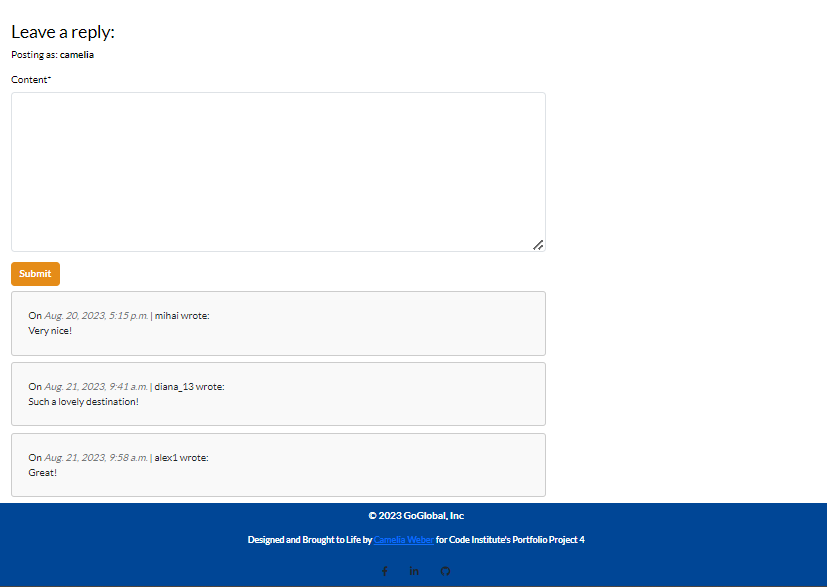 Leave a reply:
Posting as: camelia
Content*
Submit
On Aug. 20, 2023, 5:15 p.m. | mihai wrote:
Very nice!
On Aug. 21, 2023, 9:41 a.m. | diana_13 wrote:
Such a lovely destination!
On Aug. 21, 2023, 9:58 a.m. | alex1 wrote:
Great!
© 2023 GoGlobal, Inc
Designed and Brought to Life by Camelia Weber for Code Institute's Portfolio Project 4